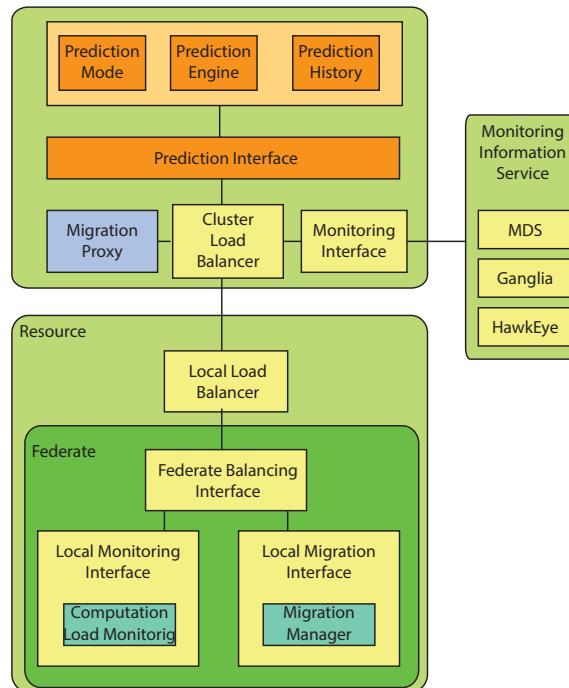 Prediction
Mode
Prediction
Engine
Prediction
History
Prediction Interface
Migration
Proxy
Cluster
Load
Balancer
Monitoring
Interface
Monitoring
Information
Service
MDS
Ganglia
HawkEye
Resource
Local Load
Balancer
Federate
Federate Balancing
Interface
Local Monitoring
Interface
Computation
Load Monitorig
Local Migration
Interface
Migration
Manager